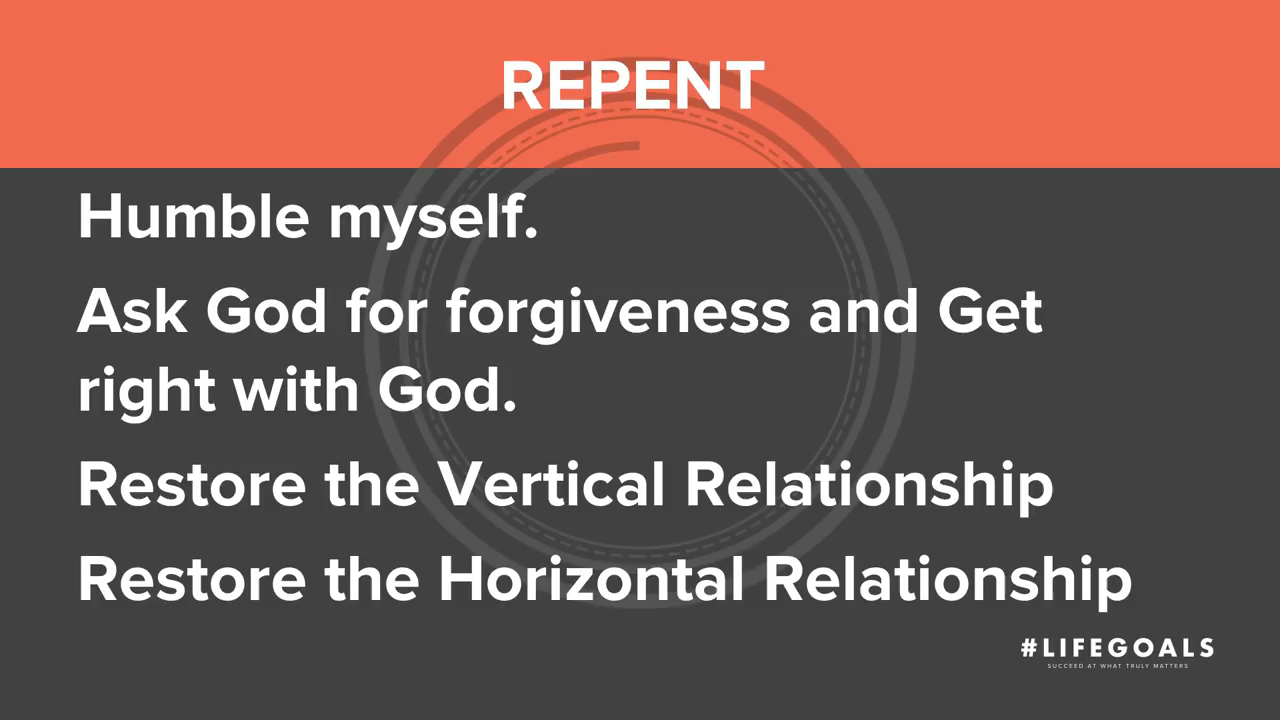 REPENT
Humble myself.
Ask God for forgiveness and Get
right with God.
Restore the Vertical Relationship
Restore the Horizontal Relationship
#LIFEGOALS
SUCCEED AT WHAT TRULY MATTERS